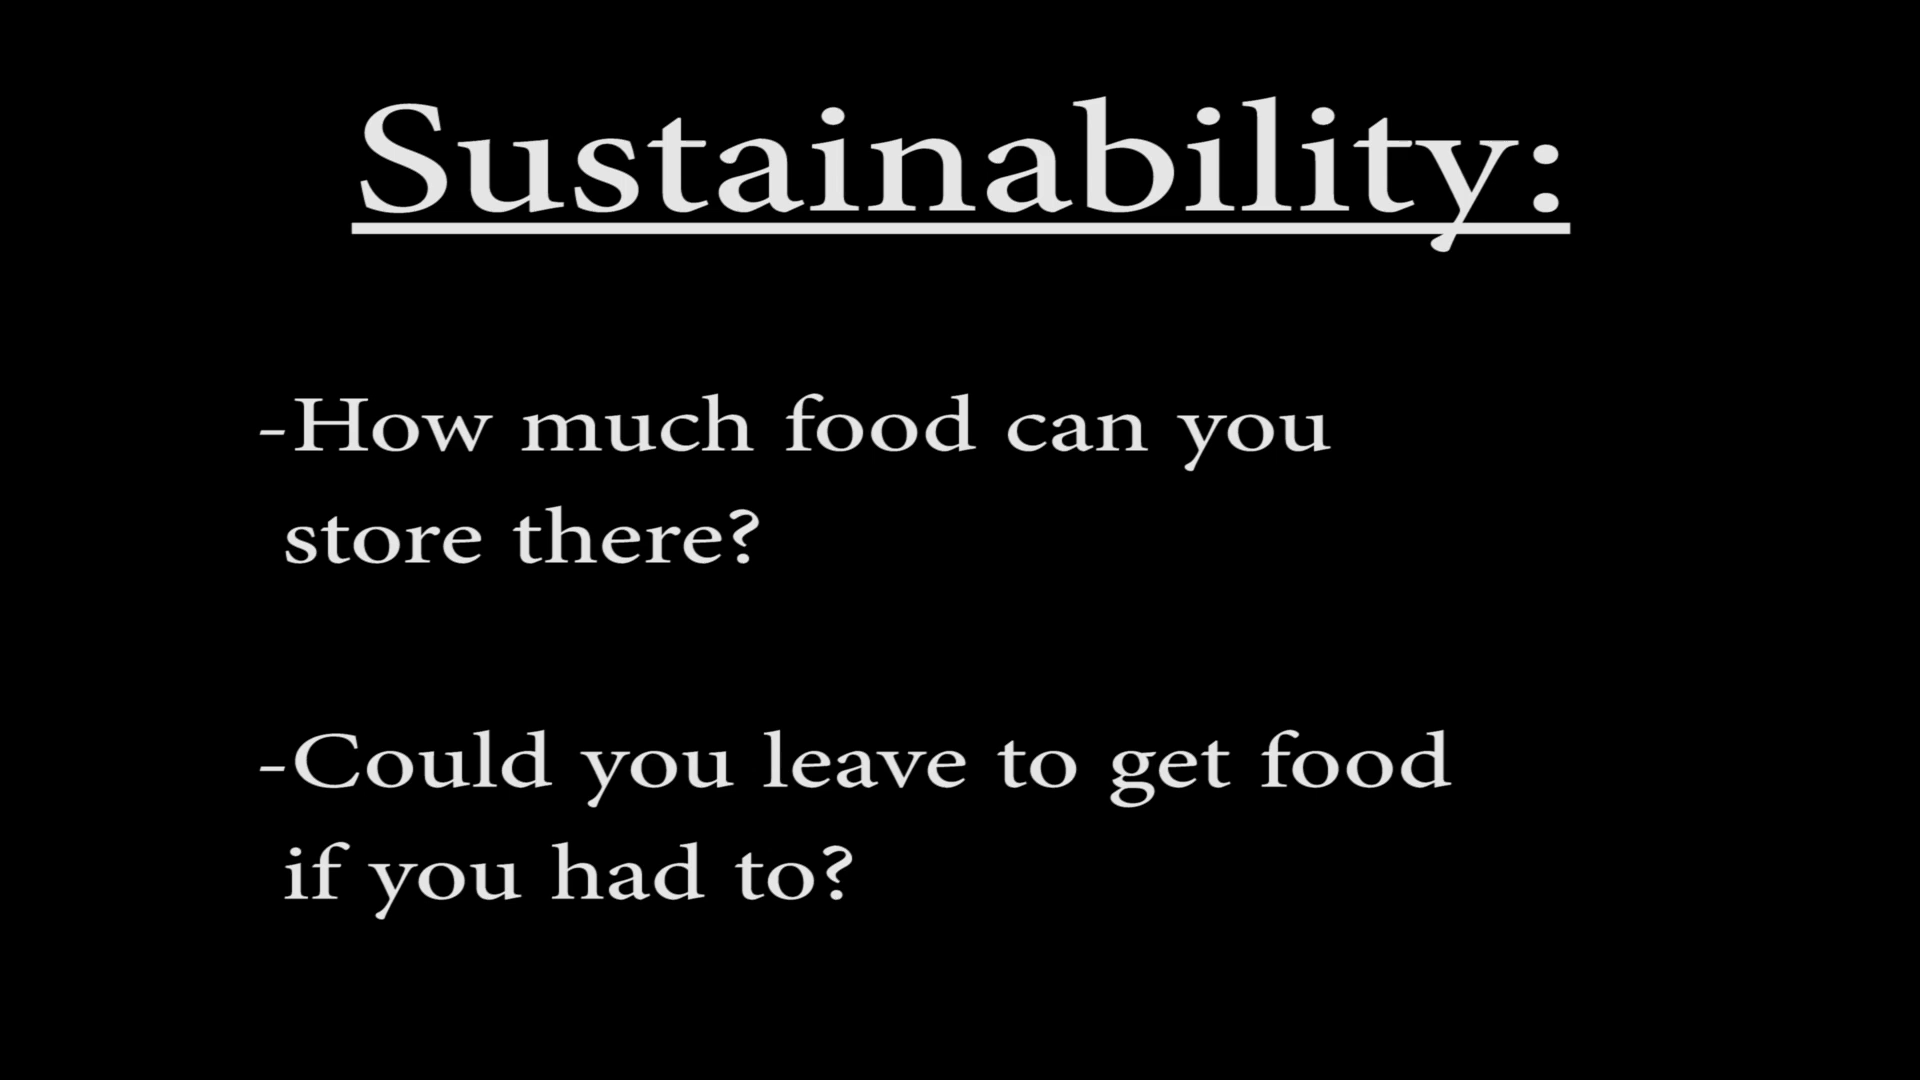 Sustainability:
-How much food can you
store there?
-Could you leave to get food
if you had to?